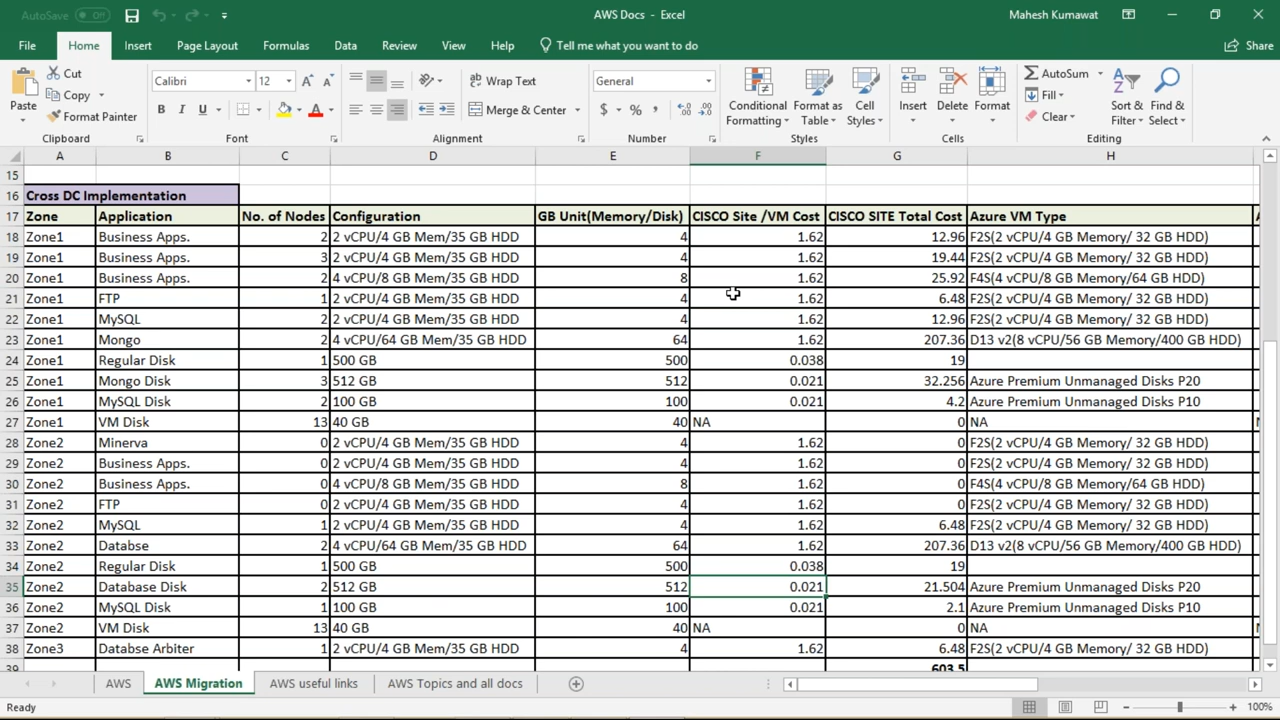 AutoSave Off AWS Docs - Excel Mahesh Kumawat
File Home Insert Page Layout Formulas Data Review View Help Tell me what you want to do Share
Paste Cut Copy Format Painter Calibri 12 Wrap Text Merge & Center General Conditional Formatting Format as Table Cell Styles Insert Delete Format AutoSum Fill Clear Sort & Filter Find & Select
B I U $ % ,
Clipboard Font Alignment Number Styles Cells Editing
A B C D E F G H
15
16 Cross DC Implementation
17 Zone Application No. of Nodes Configuration GB Unit(Memory/Disk) CISCO Site /VM Cost CISCO SITE Total Cost Azure VM Type
18 Zone1 Business Apps. 2 2 vCPU/4 GB Mem/35 GB HDD 4 1.62 12.96 F2S(2 vCPU/4 GB Memory/ 32 GB HDD)
19 Zone1 Business Apps. 3 2 vCPU/4 GB Mem/35 GB HDD 4 1.62 19.44 F2S(2 vCPU/4 GB Memory/ 32 GB HDD)
20 Zone1 Business Apps. 2 4 vCPU/8 GB Mem/35 GB HDD 8 1.62 25.92 F4S(4 vCPU/8 GB Memory/64 GB HDD)
21 Zone1 FTP 1 2 vCPU/4 GB Mem/35 GB HDD 4 1.62 6.48 F2S(2 vCPU/4 GB Memory/ 32 GB HDD)
22 Zone1 MySQL 2 2 vCPU/4 GB Mem/35 GB HDD 4 1.62 12.96 F2S(2 vCPU/4 GB Memory/ 32 GB HDD)
23 Zone1 Mongo 2 4 vCPU/64 GB Mem/35 GB HDD 64 1.62 207.36 D13 v2(8 vCPU/56 GB Memory/400 GB HDD)
24 Zone1 Regular Disk 1 500 GB 500 0.038 19
25 Zone1 Mongo Disk 3 512 GB 512 0.021 32.256 Azure Premium Unmanaged Disks P20
26 Zone1 MySQL Disk 2 100 GB 100 0.021 4.2 Azure Premium Unmanaged Disks P10
27 Zone1 VM Disk 13 40 GB 40 NA 0 NA
28 Zone2 Minerva 0 2 vCPU/4 GB Mem/35 GB HDD 4 1.62 0 F2S(2 vCPU/4 GB Memory/ 32 GB HDD)
29 Zone2 Business Apps. 0 2 vCPU/4 GB Mem/35 GB HDD 4 1.62 0 F2S(2 vCPU/4 GB Memory/ 32 GB HDD)
30 Zone2 Business Apps. 0 4 vCPU/8 GB Mem/35 GB HDD 8 1.62 0 F4S(4 vCPU/8 GB Memory/64 GB HDD)
31 Zone2 FTP 0 2 vCPU/4 GB Mem/35 GB HDD 4 1.62 0 F2S(2 vCPU/4 GB Memory/ 32 GB HDD)
32 Zone2 MySQL 1 2 vCPU/4 GB Mem/35 GB HDD 4 1.62 6.48 F2S(2 vCPU/4 GB Memory/ 32 GB HDD)
33 Zone2 Databse 2 4 vCPU/64 GB Mem/35 GB HDD 64 1.62 207.36 D13 v2(8 vCPU/56 GB Memory/400 GB HDD)
34 Zone2 Regular Disk 1 500 GB 500 0.038 19
35 Zone2 Database Disk 2 512 GB 512 0.021 21.504 Azure Premium Unmanaged Disks P20
36 Zone2 MySQL Disk 1 100 GB 100 0.021 2.1 Azure Premium Unmanaged Disks P10
37 Zone2 VM Disk 13 40 GB 40 NA 0 NA
38 Zone3 Databse Arbiter 1 2 vCPU/4 GB Mem/35 GB HDD 4 1.62 6.48 F2S(2 vCPU/4 GB Memory/ 32 GB HDD)
39 603.5
AWS AWS Migration AWS useful links AWS Topics and all docs
Ready 100%